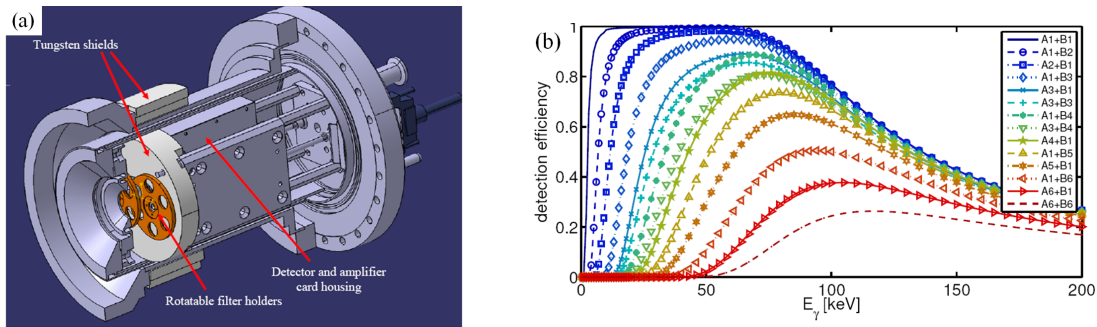 (a)
Tungsten shields
Detector and amplifier
card housing
Rotatable filter holders
(b)
1
0.8
0.6
0.4
0.2
0
detection efficiency
0 50 100 150 200
Eγ [keV]
A1+B1
A1+B2
A2+B1
A1+B3
A3+B1
A3+B3
A1+B4
A3+B4
A4+B1
A1+B5
A5+B1
A1+B6
A6+B1
A6+B6